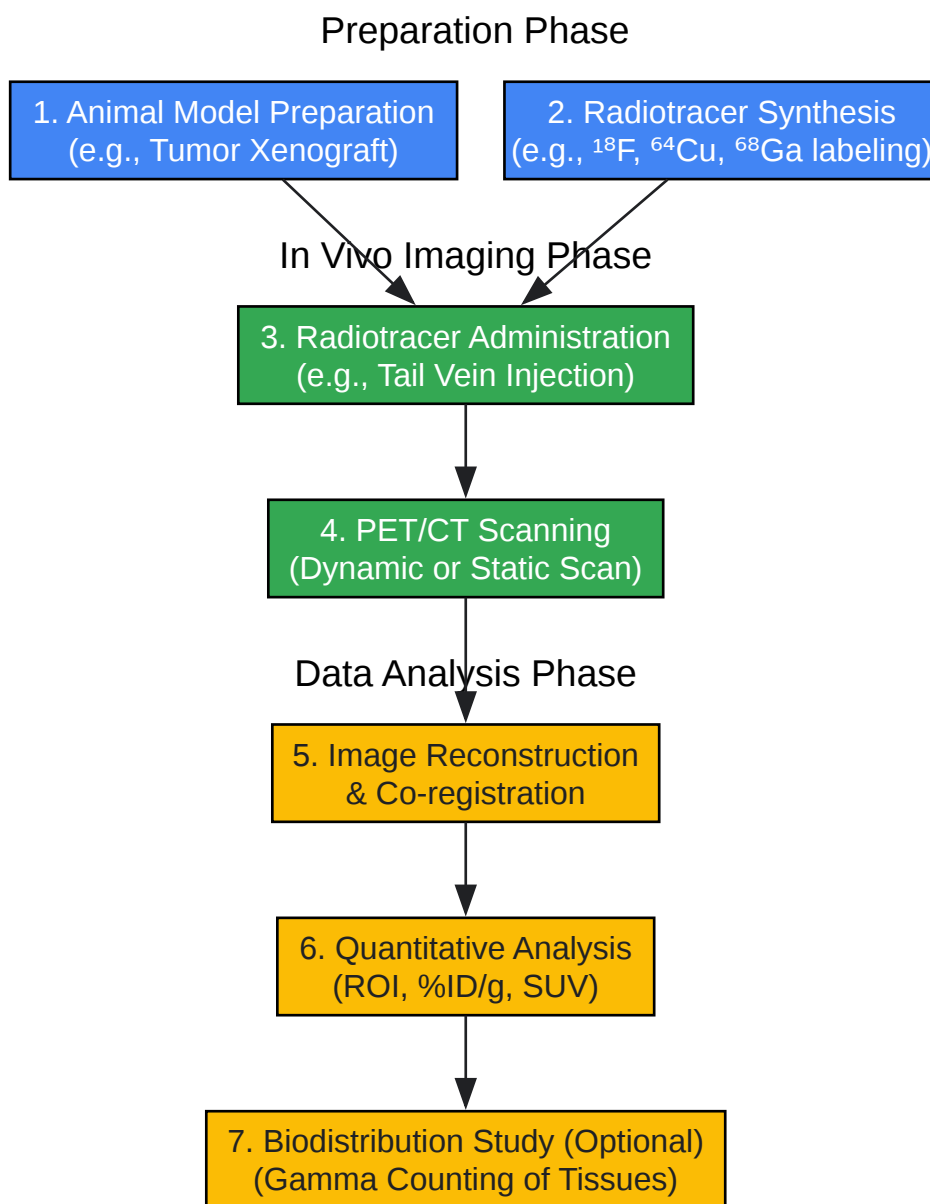 Preparation Phase
1. Animal Model Preparation
(e.g., Tumor Xenograft)
2. Radiotracer Synthesis
(e.g., ¹⁸F, ⁶⁴Cu, ⁶⁸Ga labeling)
In Vivo Imaging Phase
3. Radiotracer Administration
(e.g., Tail Vein Injection)
4. PET/CT Scanning
(Dynamic or Static Scan)
Data Analysis Phase
5. Image Reconstruction
& Co-registration
6. Quantitative Analysis
(ROI, %ID/g, SUV)
7. Biodistribution Study (Optional)
(Gamma Counting of Tissues)